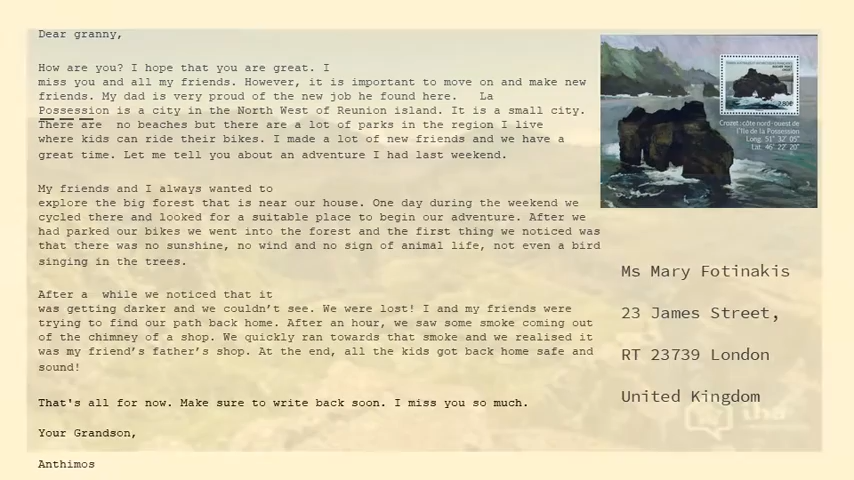 Dear granny,
How are you? I hope that you are great. I
miss you and all my friends. However, it is important to move on and make new
friends. My dad is very proud of the new job he found here. La
Possession is a city in the North West of Reunion island. It is a small city.
There are no beaches but there are a lot of parks in the region I live
where kids can ride their bikes. I made a lot of new friends and we have a
great time. Let me tell you about an adventure I had last weekend.
My friends and I always wanted to
explore the big forest that is near our house. One day during the weekend we
cycled there and looked for a suitable place to begin our adventure. After we
had parked our bikes we went into the forest and the first thing we noticed was
that there was no sunshine, no wind and no sign of animal life, not even a bird
singing in the trees.
After a while we noticed that it
was getting darker and we couldn’t see. We were lost! I and my friends were
trying to find our path back home. After an hour, we saw some smoke coming out
of the chimney of a shop. We quickly ran towards that smoke and we realised it
was my friend’s father’s shop. At the end, all the kids got back home safe and
sound!
That's all for now. Make sure to write back soon. I miss you so much.
Your Grandson,
Anthimos
2,80€
Crozet : côte nord-ouest de
l'Ile de la Possession
Long. 51° 32' 05"
Lat. 46° 22' 20"
Ms Mary Fotinakis
23 James Street,
RT 23739 London
United Kingdom